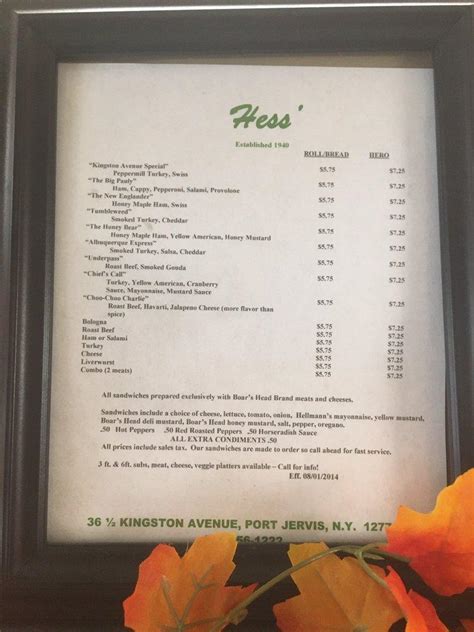 Hess'
Established 1940
ROLL/BREAD HERO
"Kingston Avenue Special" $5.75 $7.25
Peppermill Turkey, Swiss
"The Big Pauly" $5.75 $7.25
Ham, Cappy, Pepperoni, Salami, Provolone
"The New Englander" $5.75 $7.25
Honey Maple Ham, Swiss
"Tumbleweed" $5.75 $7.25
Smoked Turkey, Cheddar
"The Honey Bear" $5.75 $7.25
Honey Maple Ham, Yellow American, Honey Mustard
"Albuquerque Express" $5.75 $7.25
Smoked Turkey, Salsa, Cheddar
"Underpass" $5.75 $7.25
Roast Beef, Smoked Gouda
"Chief's Call" $5.75 $7.25
Turkey, Yellow American, Cranberry
Sauce, Mayonnaise, Mustard Sauce
"Choo-Choo Charlie" $5.75 $7.25
Roast Beef, Havarti, Jalapeno Cheese (more flavor than
spice)
Bologna $5.75 $7.25
Roast Beef $5.75 $7.25
Ham or Salami $5.75 $7.25
Turkey $5.75 $7.25
Cheese $5.75 $7.25
Liverwurst $5.75 $7.25
Combo (2 meats) $5.75 $7.25
All sandwiches prepared exclusively with Boar's Head Brand meats and cheeses.
Sandwiches include a choice of cheese, lettuce, tomato, onion, Hellmann's mayonnaise, yellow mustard,
Boar's Head deli mustard, Boar's Head honey mustard, salt, pepper, oregano.
.50 Hot Peppers .50 Red Roasted Peppers .50 Horseradish Sauce
ALL EXTRA CONDIMENTS .50
All prices include sales tax. Our sandwiches are made to order so call ahead for fast service.
3 ft. & 6ft. subs, meat, cheese, veggie platters available – Call for info!
Eff. 08/01/2014
36 ½ KINGSTON AVENUE, PORT JERVIS, N.Y. 1277
56-1222